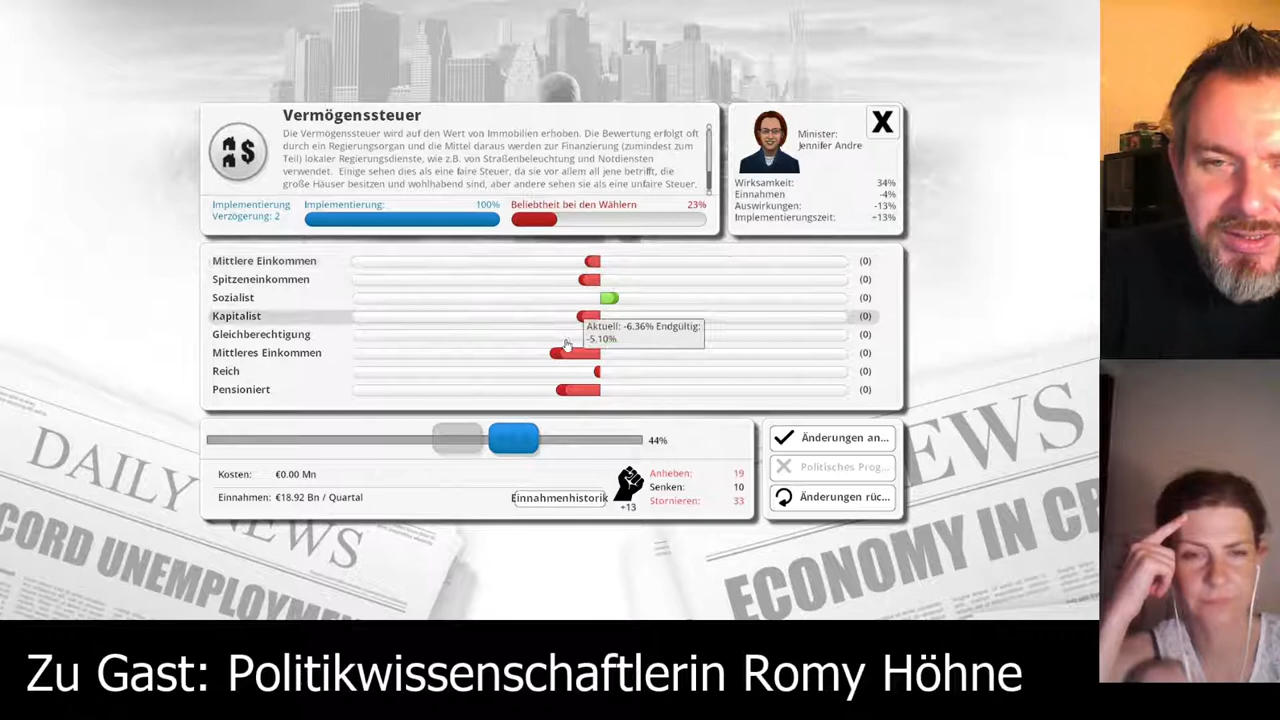 Vermögenssteuer
Die Vermögenssteuer wird auf den Wert von Immobilien erhoben. Die Bewertung erfolgt oft
durch ein Regierungsorgan und die Mittel daraus werden zur Finanzierung (zumindest zum
Teil) lokaler Regierungsdienste, wie z.B. von Straßenbeleuchtung und Notdiensten
verwendet. Einige sehen dies als eine faire Steuer, da sie vor allem all jene betrifft, die
große Häuser besitzen und wohlhabend sind, aber andere sehen sie als eine unfaire Steuer,
Implementierung
Verzögerung: 2
Implementierung: 100%
Beliebtheit bei den Wählern 23%
X
Minister:
Jennifer Andre
Wirksamkeit: 34%
Einnahmen -4%
Auswirkungen: -13%
Implementierungszeit: +13%
Mittlere Einkommen (0)
Spitzeneinkommen (0)
Sozialist (0)
Kapitalist (0)
Gleichberechtigung (0)
Mittleres Einkommen (0)
Reich (0)
Pensioniert (0)
Aktuell: -6.36% Endgültig:
-5.10%
44%
Kosten: €0.00 Mn
Einnahmen: €18.92 Bn / Quartal
Einnahmenhistorik
+13
Anheben: 19
Senken: 10
Stornieren: 33
Änderungen an...
Politisches Prog...
Änderungen rüc...
DAILY NEWS
CORD UNEMPLOYME
NEWS
ECONOMY IN CR
Zu Gast: Politikwissenschaftlerin Romy Höhne